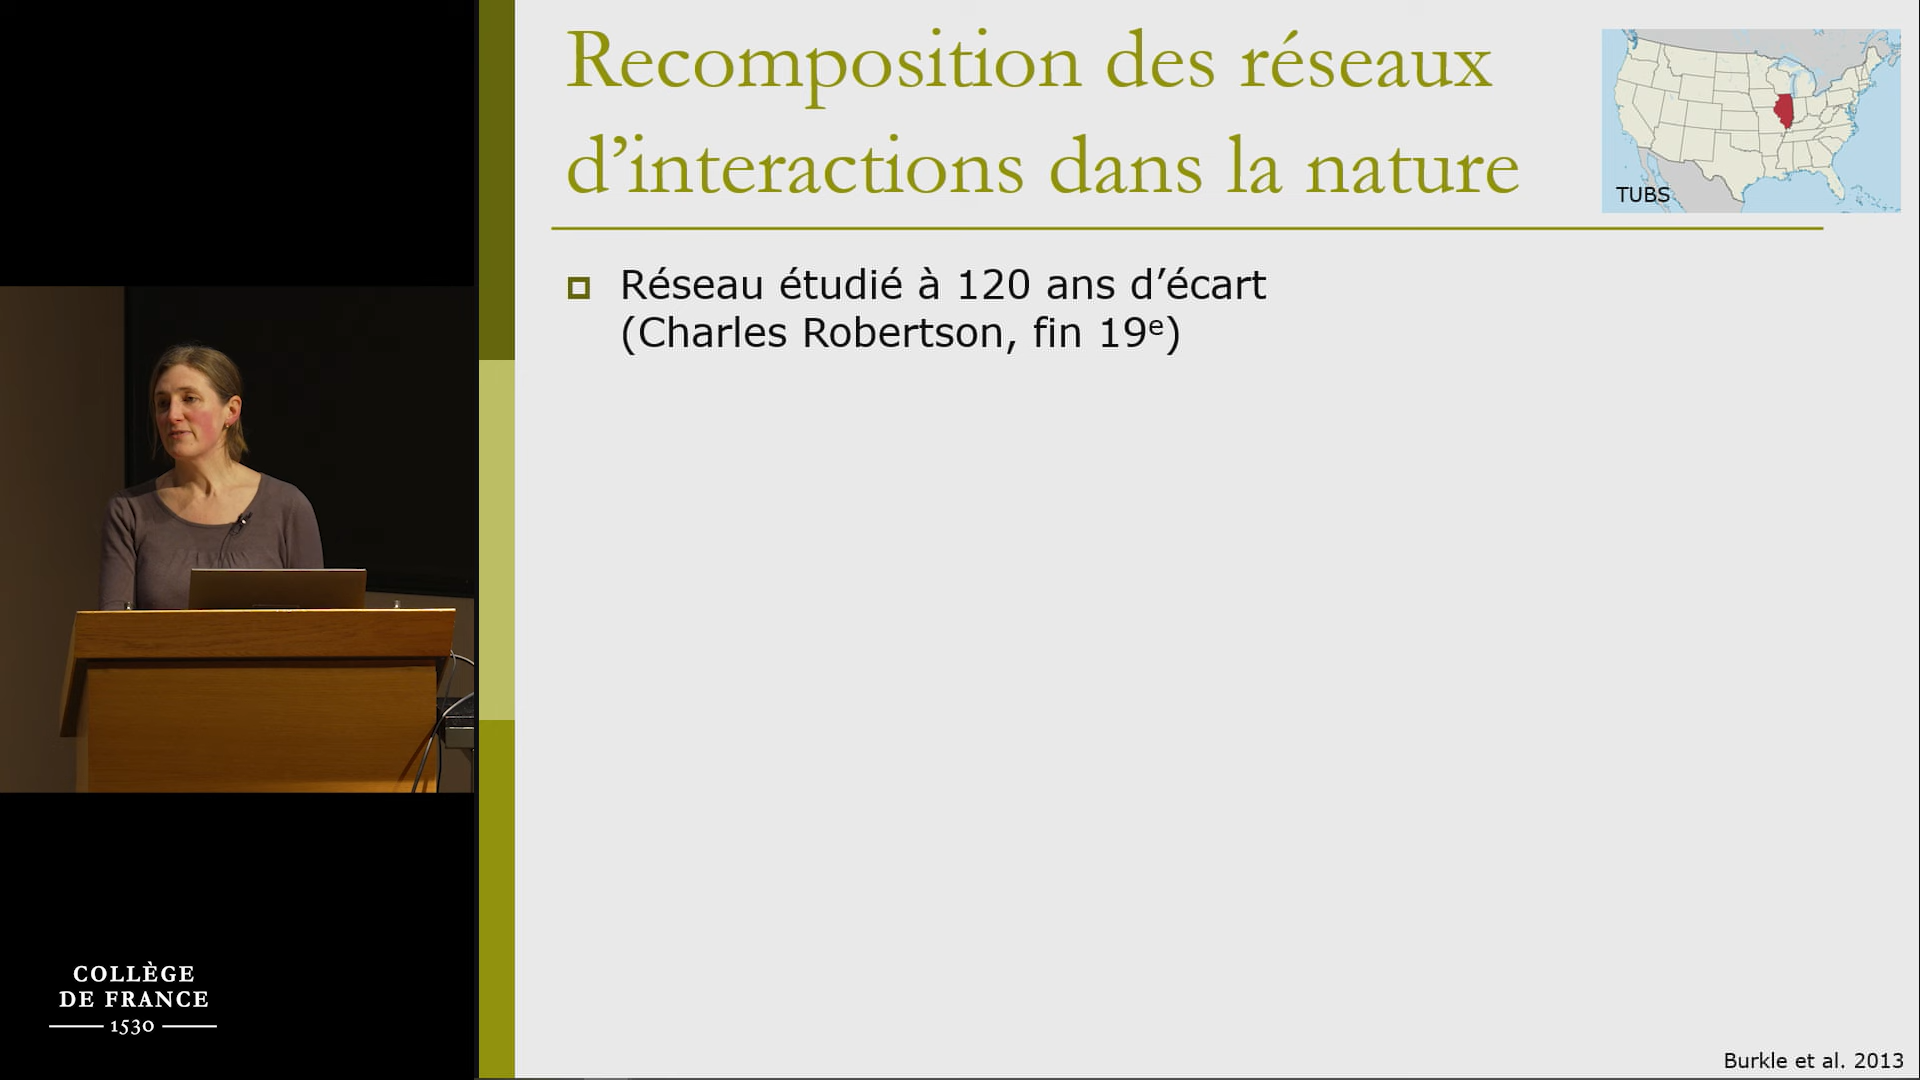 Recomposition des réseaux
d’interactions dans la nature
TUBS
Réseau étudié à 120 ans d’écart
(Charles Robertson, fin 19ᵉ)
COLLÈGE
DE FRANCE
1530
Burkle et al. 2013